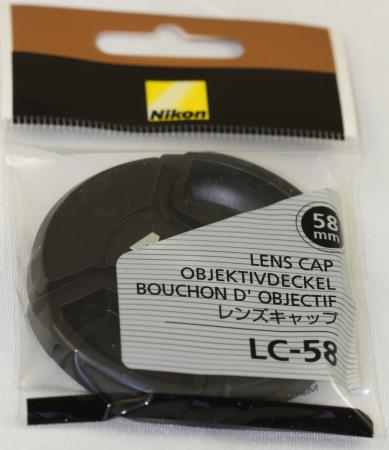 Nikon
58
mm
LENS CAP
OBJEKTIVDECKEL
BOUCHON D' OBJECTIF
レンズキャップ
LC-58